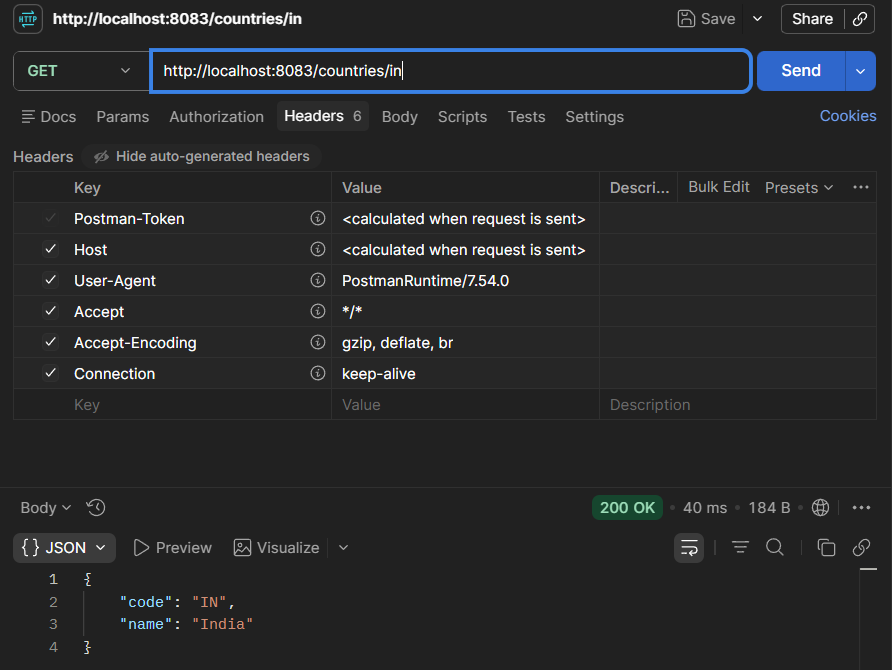 HTTP http://localhost:8083/countries/in Save Share
GET http://localhost:8083/countries/in Send
Docs Params Authorization Headers 6 Body Scripts Tests Settings Cookies
Headers Hide auto-generated headers
Key Value Descri... Bulk Edit Presets
Postman-Token <calculated when request is sent>
Host <calculated when request is sent>
User-Agent PostmanRuntime/7.54.0
Accept */*
Accept-Encoding gzip, deflate, br
Connection keep-alive
Key Value Description
Body 200 OK 40 ms 184 B
{} JSON Preview Visualize
1 {
2 "code": "IN",
3 "name": "India"
4 }